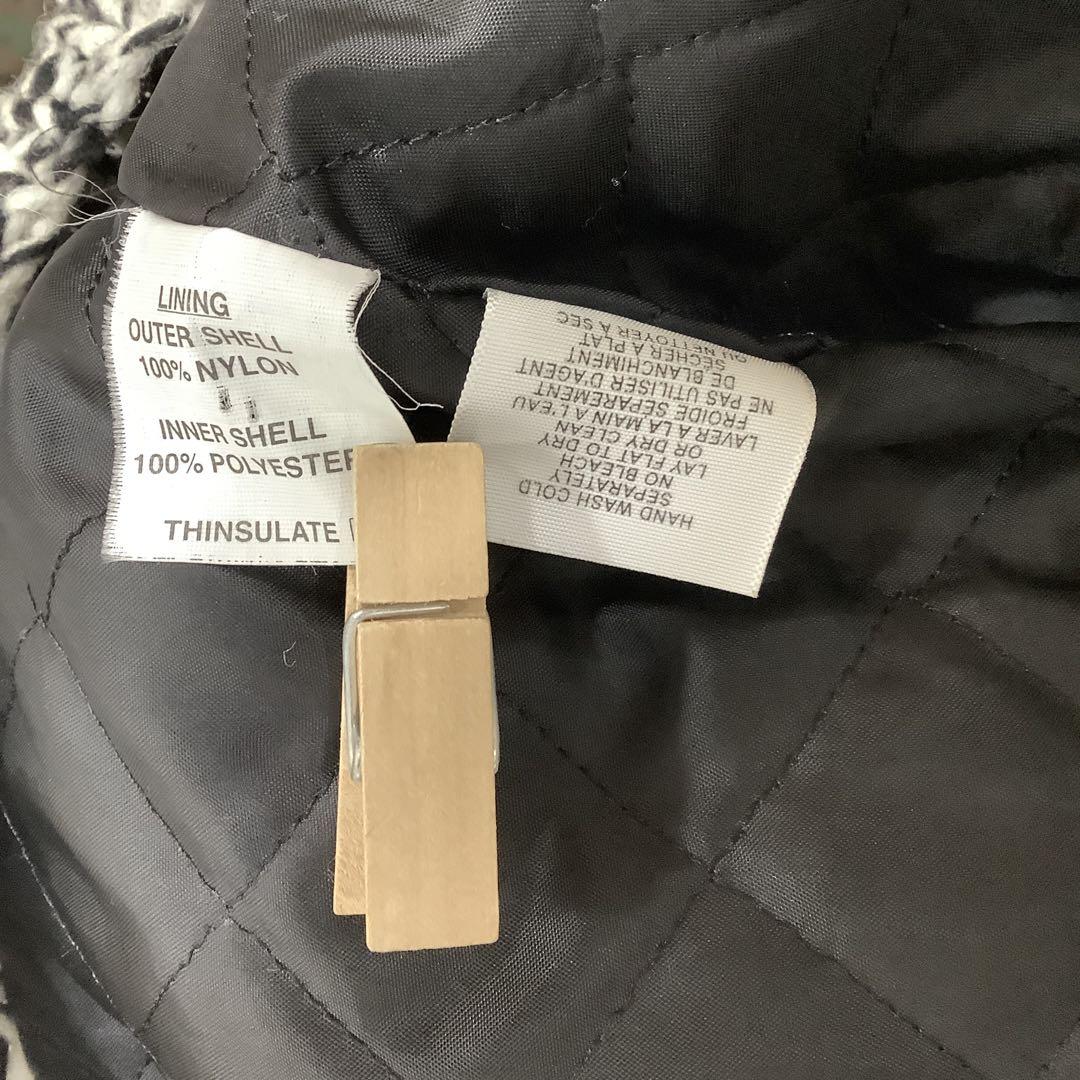 LINING
OUTER SHELL
100% NYLON
INNER SHELL
100% POLYESTER
THINSULATE
HAND WASH COLD
SEPARATELY
NO BLEACH
LAY FLAT TO DRY
OR DRY CLEAN
LAVER À LA MAIN A L'EAU
FROIDE SEPAREMENT
NE PAS UTILISER D'AGENT
DE BLANCHIMENT
SÉCHER A PLAT
OU NETTOYER À SEC